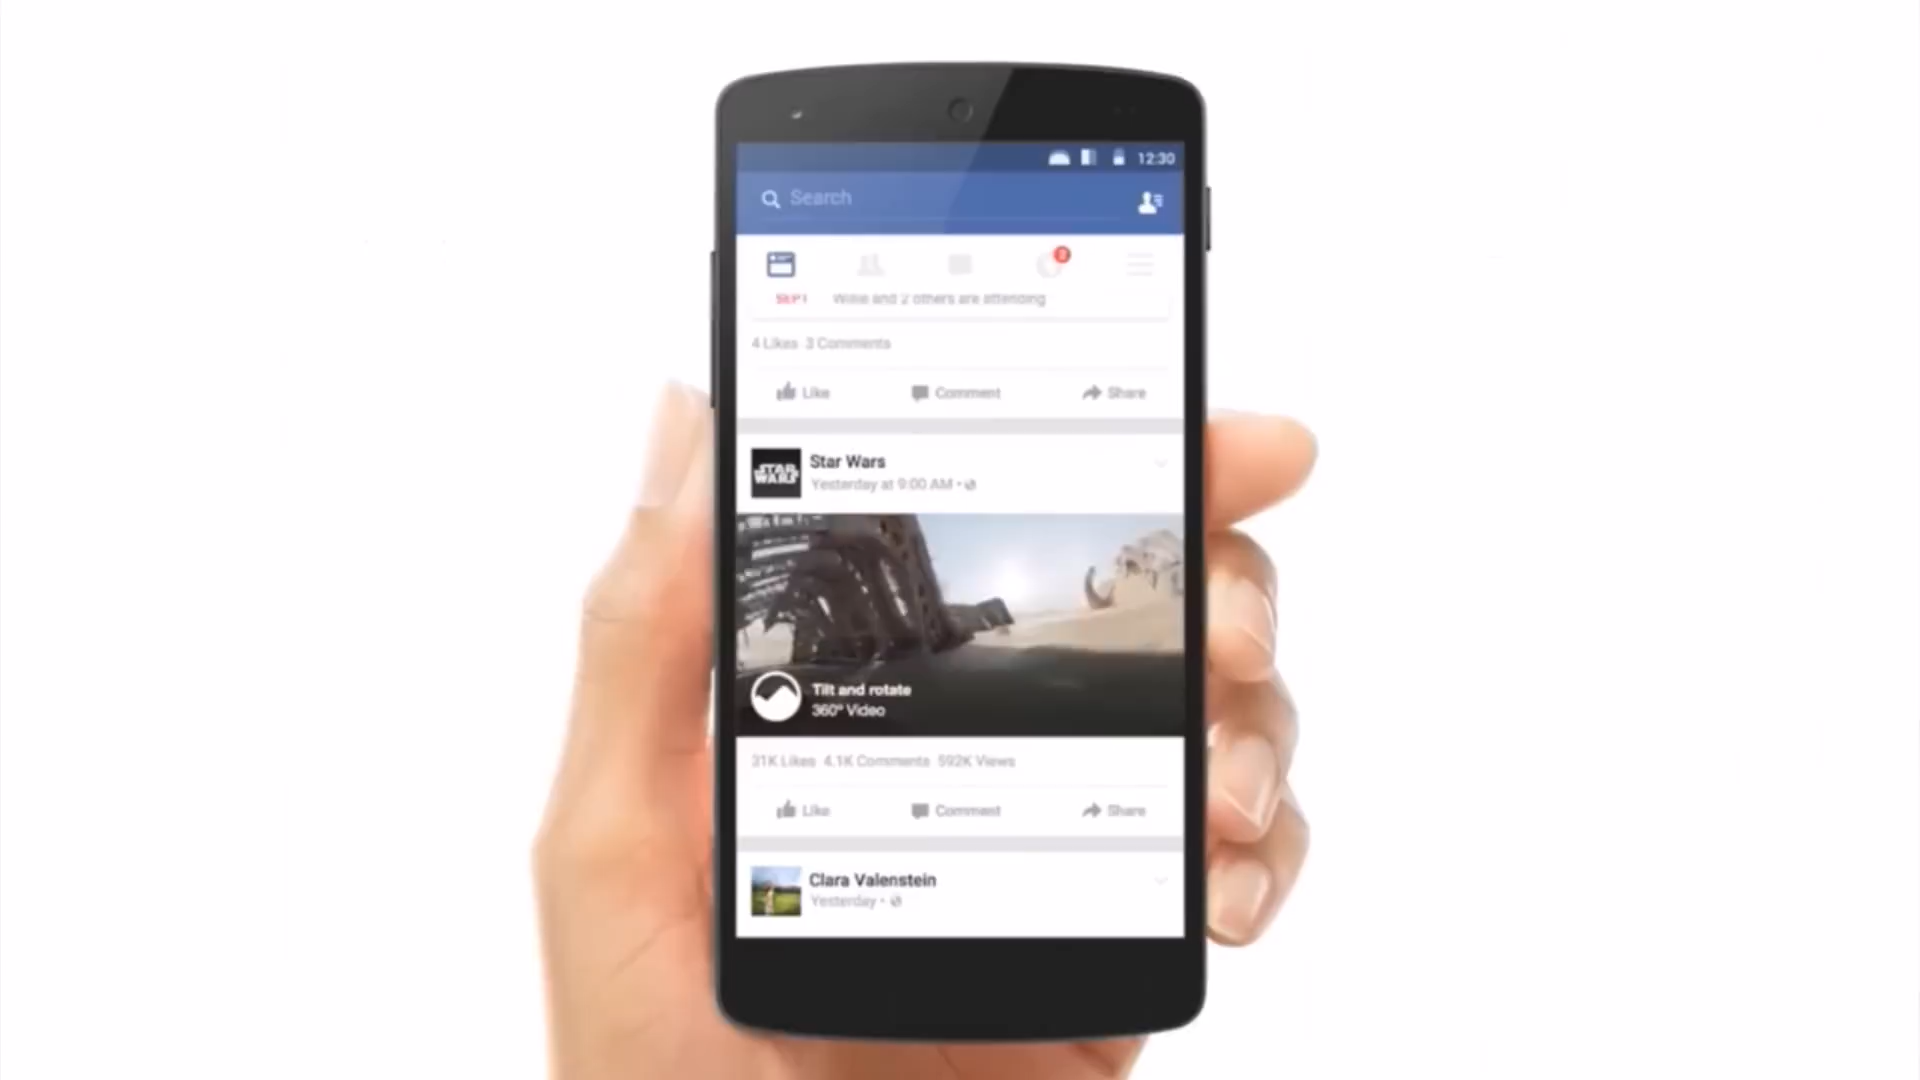 12:30
Search
SEPT
Willie and 2 others are attending
4 Likes 3 Comments
Like Comment Share
STAR WARS
Star Wars
Yesterday at 9:00 AM
Tilt and rotate
360° Video
31K Likes 4.1K Comments 592K Views
Like Comment Share
Clara Valenstein
Yesterday